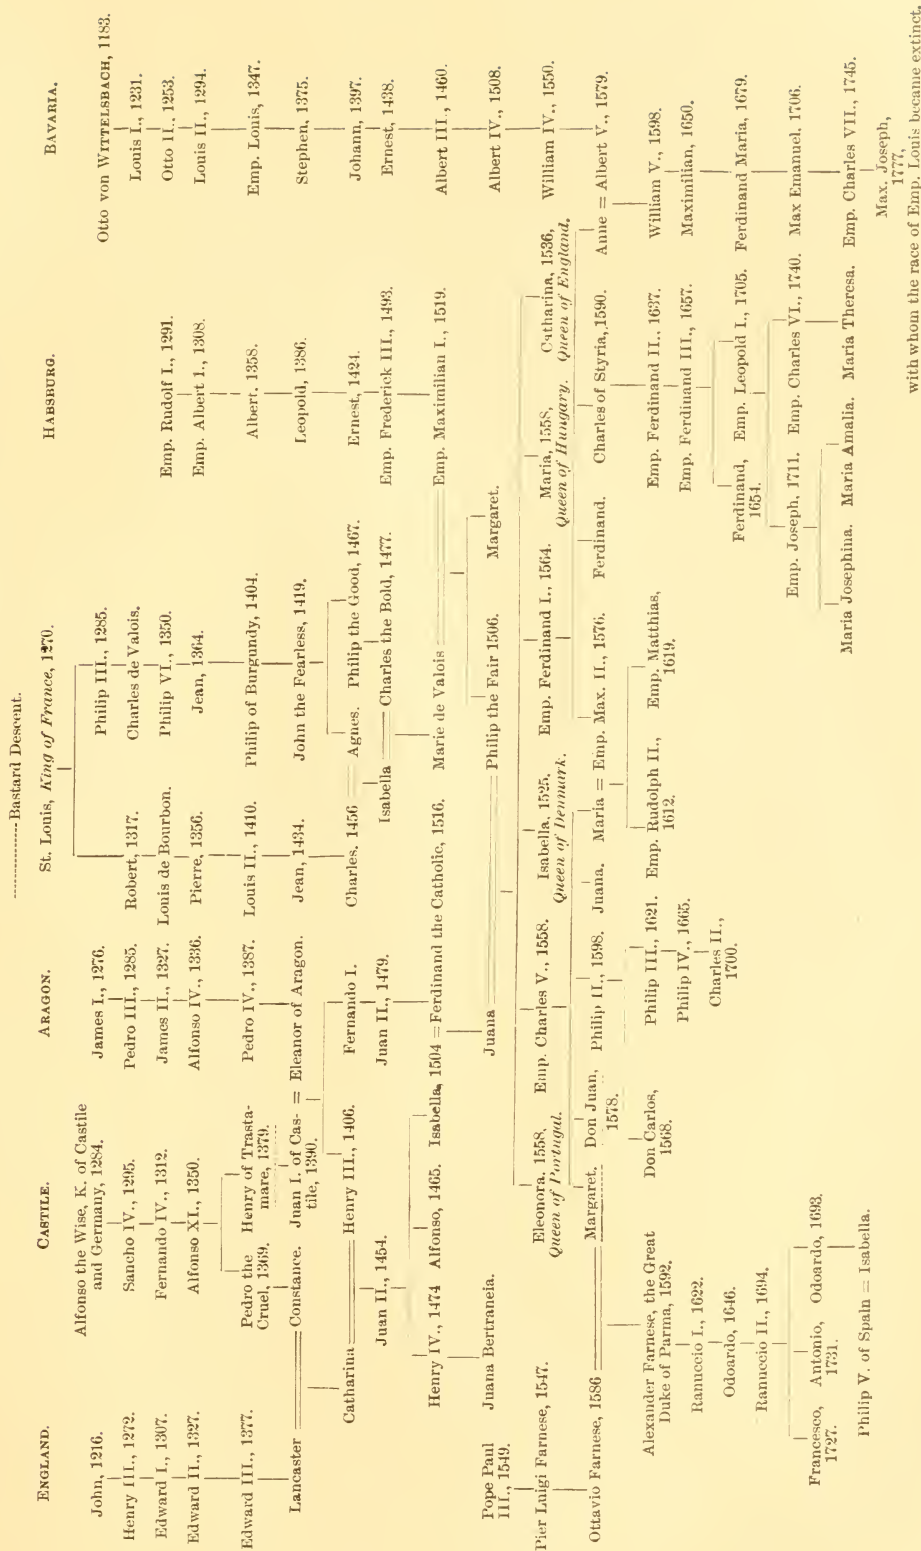 ----------Bastard Descent.
ENGLAND.
CASTILE.
ARAGON.
St. Louis, King of France, 1270.
HABSBURG.
BAVARIA.
John, 1216.
Henry III., 1272.
Edward I., 1307.
Edward II., 1327.
Edward III., 1377.
Lancaster
Alfonso the Wise, K. of Castile
and Germany, 1284.
Sancho IV., 1295.
Fernando IV., 1312.
Alfonso XI., 1350.
Pedro the
Cruel, 1369.
Henry of Trasta-
mare, 1379.
Constance.
Juan I. of Cas-
tile, 1390.
= Eleanor of Aragon.
Catharina
Henry III., 1406.
Juan II., 1454.
Henry IV., 1474
Alfonso, 1465.
Isabella, 1504 = Ferdinand the Catholic, 1516.
Juana Bertraneia.
James I., 1276.
Pedro III., 1285.
James II., 1327.
Alfonso IV., 1336.
Pedro IV., 1387.
Fernando I.
Juan II., 1479.
Juana
Robert, 1317.
Louis de Bourbon.
Pierre, 1356.
Louis II., 1410.
Jean, 1434.
Charles. 1456
Isabella
Philip III., 1285.
Charles de Valois.
Philip VI., 1350.
Jean, 1364.
Philip of Burgundy, 1404.
John the Fearless, 1419.
Agnes.
Philip the Good, 1467.
Charles the Bold, 1477.
Marie de Valois
Philip the Fair 1506.
Margaret.
Emp. Rudolf I., 1291.
Emp. Albert I., 1308.
Albert, 1358.
Leopold, 1386.
Ernest, 1424.
Emp. Frederick III., 1493.
Emp. Maximilian I., 1519.
Otto von WITTELSBACH, 1183.
Louis I., 1231.
Otto II., 1253.
Louis II., 1294.
Emp. Louis, 1347.
Stephen, 1375.
Johann, 1397.
Ernest, 1438.
Albert III., 1460.
Albert IV., 1508.
William IV., 1550.
Anne = Albert V., 1579.
William V., 1598.
Maximilian, 1650.
Ferdinand Maria, 1679.
Max Emanuel, 1706.
Emp. Charles VII., 1745.
Max. Joseph,
1777,
with whom the race of Emp. Louis became extinct.
Pope Paul
III., 1549.
Pier Luigi Farnese, 1547.
Ottavio Farnese, 1586
Eleonora, 1558,
Queen of Portugal.
Emp. Charles V., 1558.
Isabella, 1525,
Queen of Denmark.
Emp. Ferdinand I., 1564.
Maria, 1558,
Queen of Hungary.
Catharina, 1536,
Queen of England.
Margaret.
Don Juan,
1578.
Philip II., 1598.
Juana.
Maria = Emp. Max. II., 1576.
Ferdinand.
Charles of Styria, 1590.
Alexander Farnese, the Great
Duke of Parma, 1592.
Ranuccio I., 1622.
Odoardo, 1646.
Ranuccio II., 1694.
Francesco,
1727.
Antonio,
1731.
Odoardo, 1693.
Philip V. of Spain = Isabella.
Don Carlos,
1568.
Philip III., 1621.
Philip IV., 1665.
Charles II.,
1700.
Emp. Rudolph II.,
1612.
Emp. Matthias,
1619.
Emp. Ferdinand II., 1637.
Emp. Ferdinand III., 1657.
Ferdinand,
1654.
Emp. Leopold I., 1705.
Emp. Joseph, 1711.
Emp. Charles VI., 1740.
Maria Josephina.
Maria Amalia.
Maria Theresa.